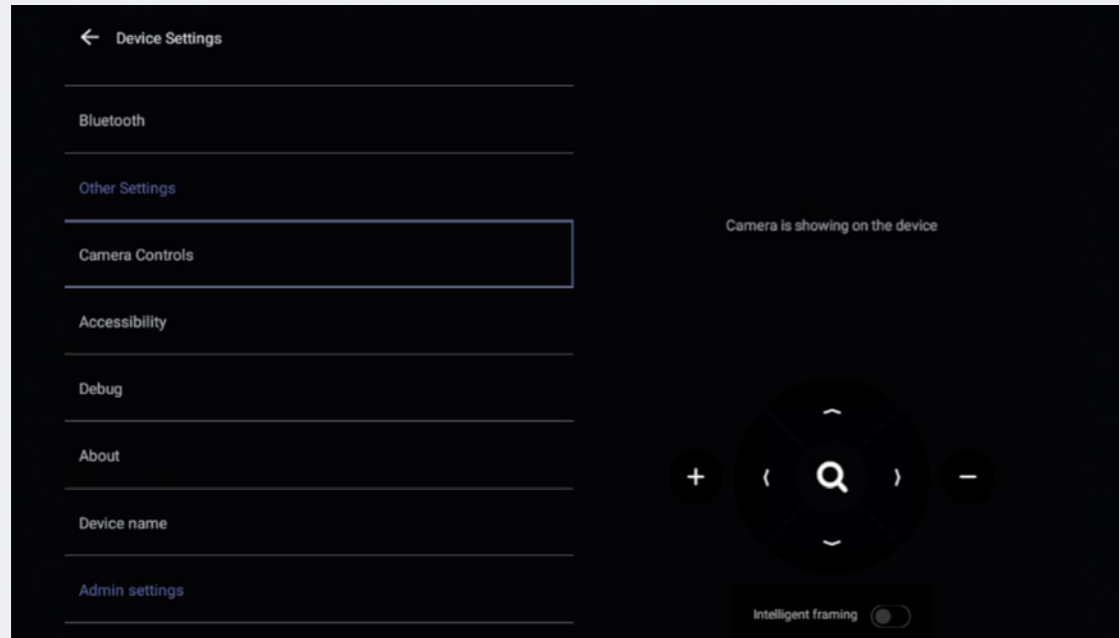 Device Settings
Bluetooth
Other Settings
Camera Controls
Accessibility
Debug
About
Device name
Admin settings
Camera is showing on the device
Intelligent framing